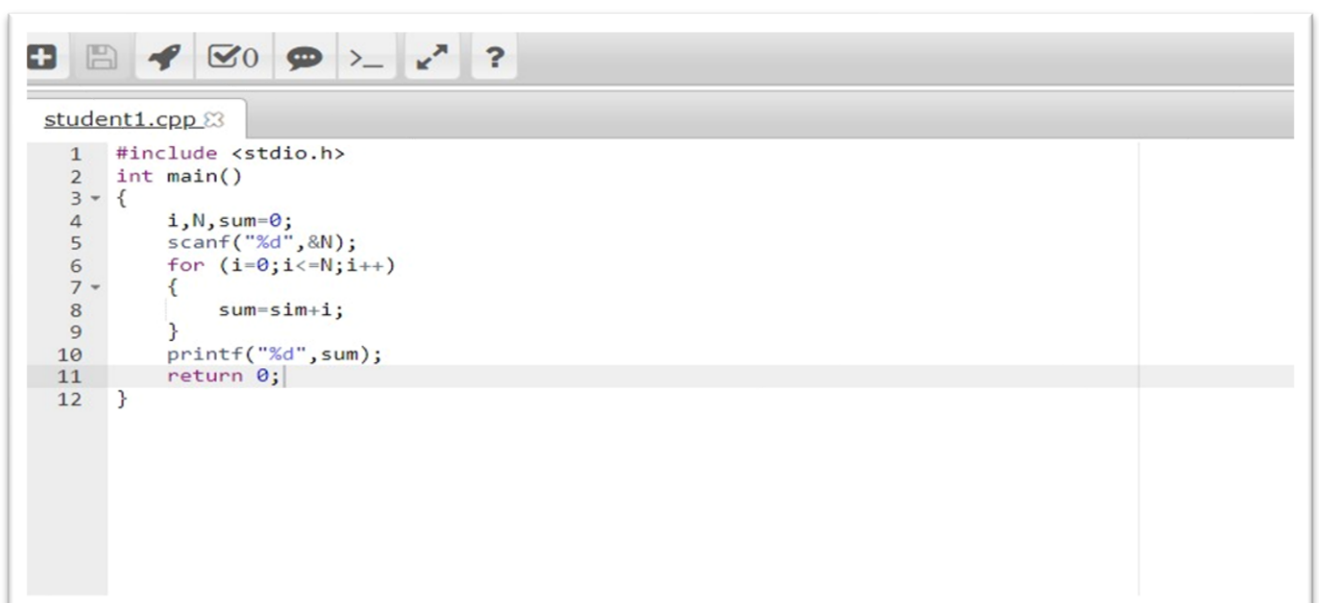 0 >_ ?
student1.cpp
1 #include <stdio.h>
2 int main()
3 {
4     i,N,sum=0;
5     scanf("%d",&N);
6     for (i=0;i<=N;i++)
7     {
8         sum=sim+i;
9     }
10     printf("%d",sum);
11     return 0;
12 }